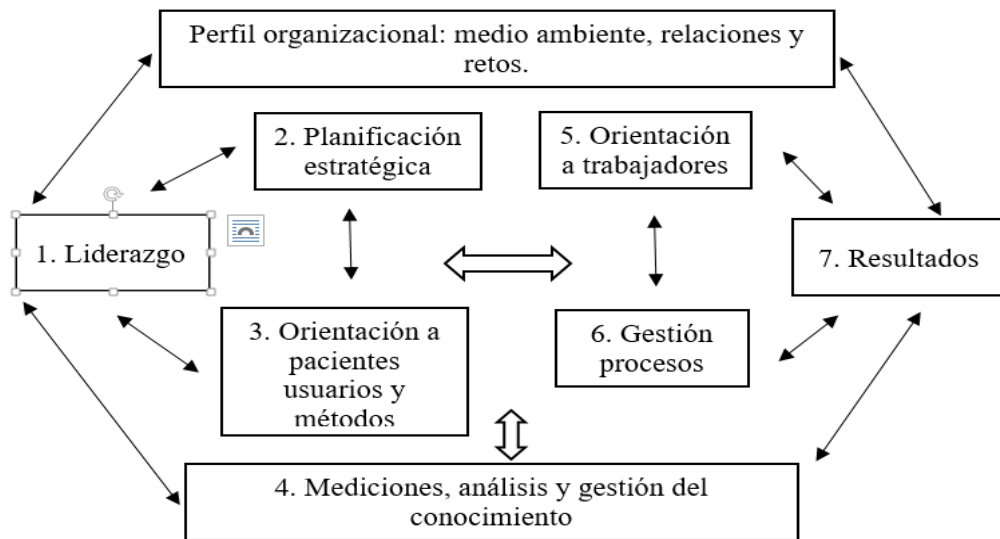 Perfil organizacional: medio ambiente, relaciones y
retos.
2. Planificación
estratégica
5. Orientación
a trabajadores
1. Liderazgo
7. Resultados
3. Orientación a
pacientes
usuarios y
métodos
6. Gestión
procesos
4. Mediciones, análisis y gestión del
conocimiento